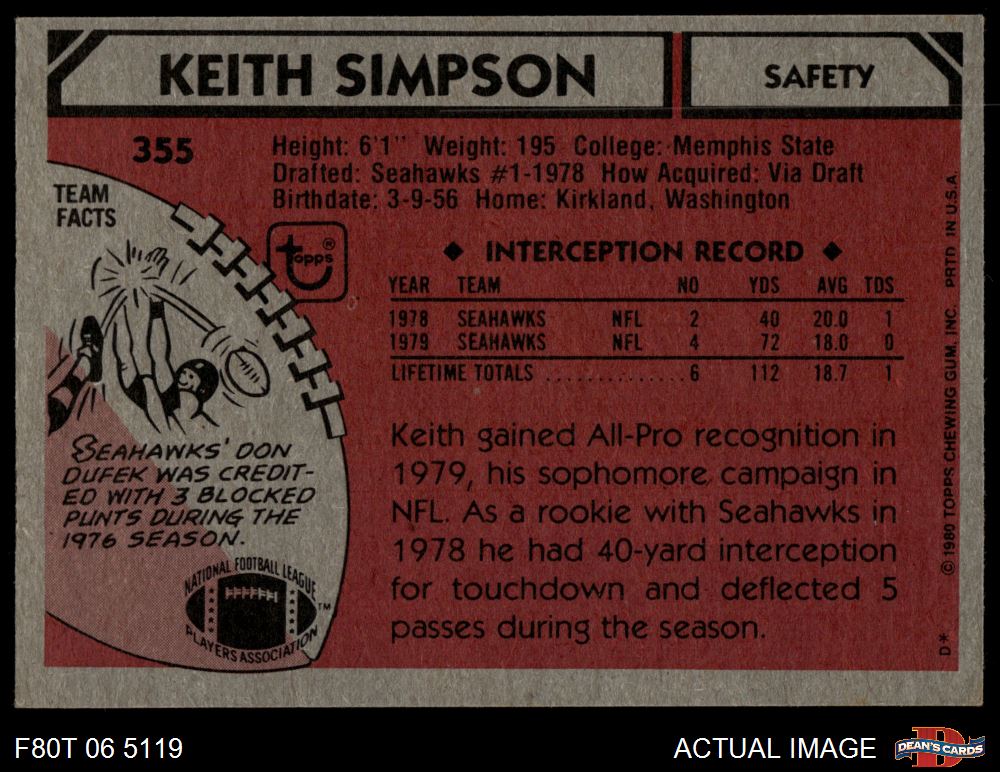 KEITH SIMPSON
SAFETY
355
Height: 6'1" Weight: 195 College: Memphis State
Drafted: Seahawks #1-1978 How Acquired: Via Draft
Birthdate: 3-9-56 Home: Kirkland, Washington
TEAM
FACTS
topps ®
◆ INTERCEPTION RECORD ◆
YEAR TEAM NO YDS AVG TDS
1978 SEAHAWKS NFL 2 40 20.0 1
1979 SEAHAWKS NFL 4 72 18.0 0
LIFETIME TOTALS ............... 6 112 18.7 1
Keith gained All-Pro recognition in
1979, his sophomore campaign in
NFL. As a rookie with Seahawks in
1978 he had 40-yard interception
for touchdown and deflected 5
passes during the season.
SEAHAWKS' DON
DUFEK WAS CREDIT-
ED WITH 3 BLOCKED
PUNTS DURING THE
1976 SEASON.
NATIONAL FOOTBALL LEAGUE
PLAYERS ASSOCIATION
TM
D* © 1980 TOPPS CHEWING GUM, INC. PRTD IN U.S.A.
F80T 06 5119
ACTUAL IMAGE
D
DEAN'S CARDS